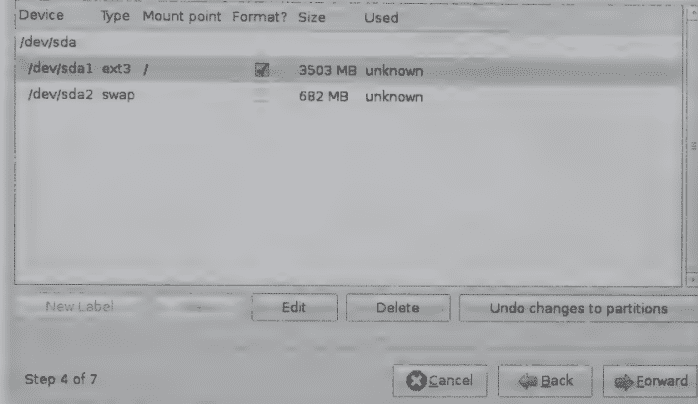 Device Type Mount point Format? Size Used
/dev/sda
/dev/sda1 ext3 / 3503 MB unknown
/dev/sda2 swap 682 MB unknown
New Label Edit Delete Undo changes to partitions
Step 4 of 7 Cancel Back Forward